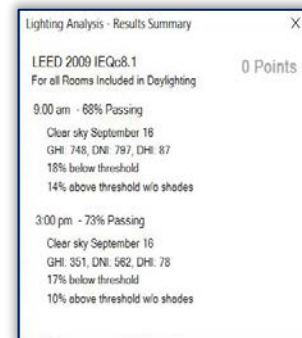 Lighting Analysis - Results Summary X
LEED 2009 IEQc8.1
0 Points
For all Rooms Included in Daylighting
9:00 am - 68% Passing
Clear sky September 16
GHI: 748, DNI: 797, DHI: 87
18% below threshold
14% above threshold w/o shades
3:00 pm - 73% Passing
Clear sky September 16
GHI: 351, DNI: 562, DHI: 78
17% below threshold
10% above threshold w/o shades